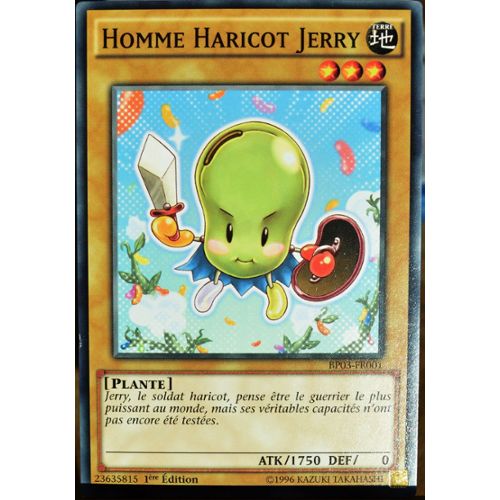 HOMME HARICOT JERRY
TERRE
地
BP03-FR001
[PLANTE]
Jerry, le soldat haricot, pense être le guerrier le plus
puissant au monde, mais ses véritables capacités n'ont
pas encore été testées.
ATK/1750 DEF/ 0
23635815 1ère Édition ©1996 KAZUKI TAKAHASHI